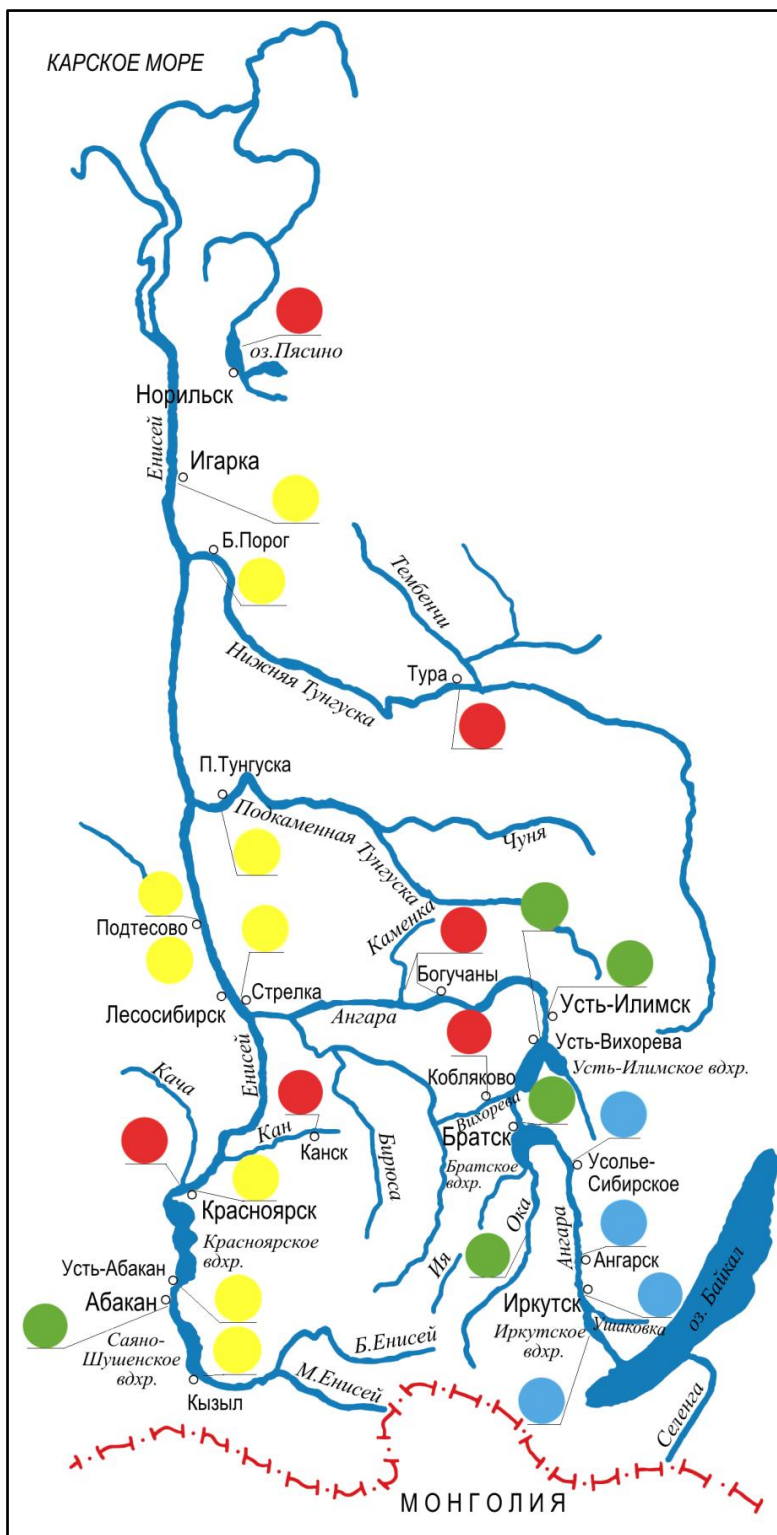 КАРСКОЕ МОРЕ
оз.Пясино
Норильск
Енисей
Игарка
Б.Порог
Тембенчи
Нижняя Тунгуска
Тура
П.Тунгуска
Подкаменная Тунгуска
Чуня
Подтесово
Каменка
Богучаны
Стрелка
Лесосибирск
Ангара
Усть-Илимск
Усть-Вихорева
Усть-Илимское вдхр.
Енисей
Кача
Кобляково
Вихорева
Кан
Канск
Бирюса
Братск
Братское
вдхр.
Усолье-
Сибирское
Красноярск
Красноярское
вдхр.
Ия
Ока
Ангара
Ангарск
Усть-Абакан
Абакан
Иркутск
Ушаковка
Иркутское
вдхр.
оз. Байкал
Саяно-
Шушенское
вдхр.
Б.Енисей
М.Енисей
Кызыл
Селенга
МОНГОЛИЯ